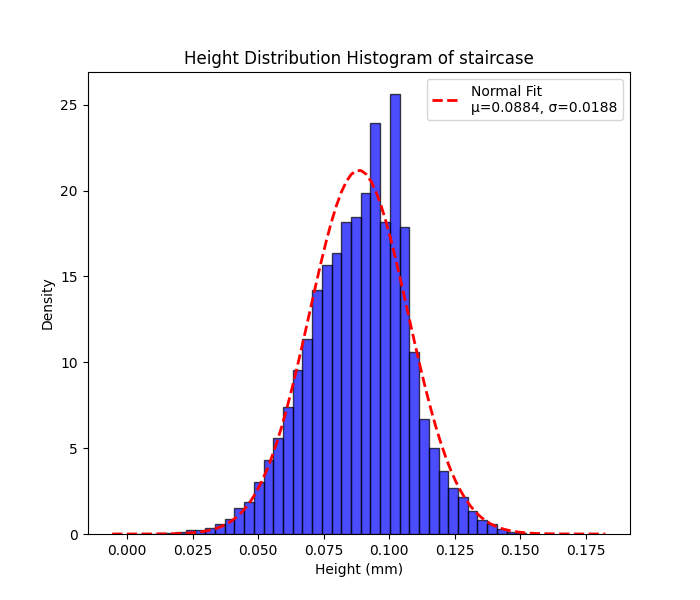 Height Distribution Histogram of staircase
Normal Fit
μ=0.0884, σ=0.0188
Density
25
20
15
10
5
0
0.000 0.025 0.050 0.075 0.100 0.125 0.150 0.175
Height (mm)